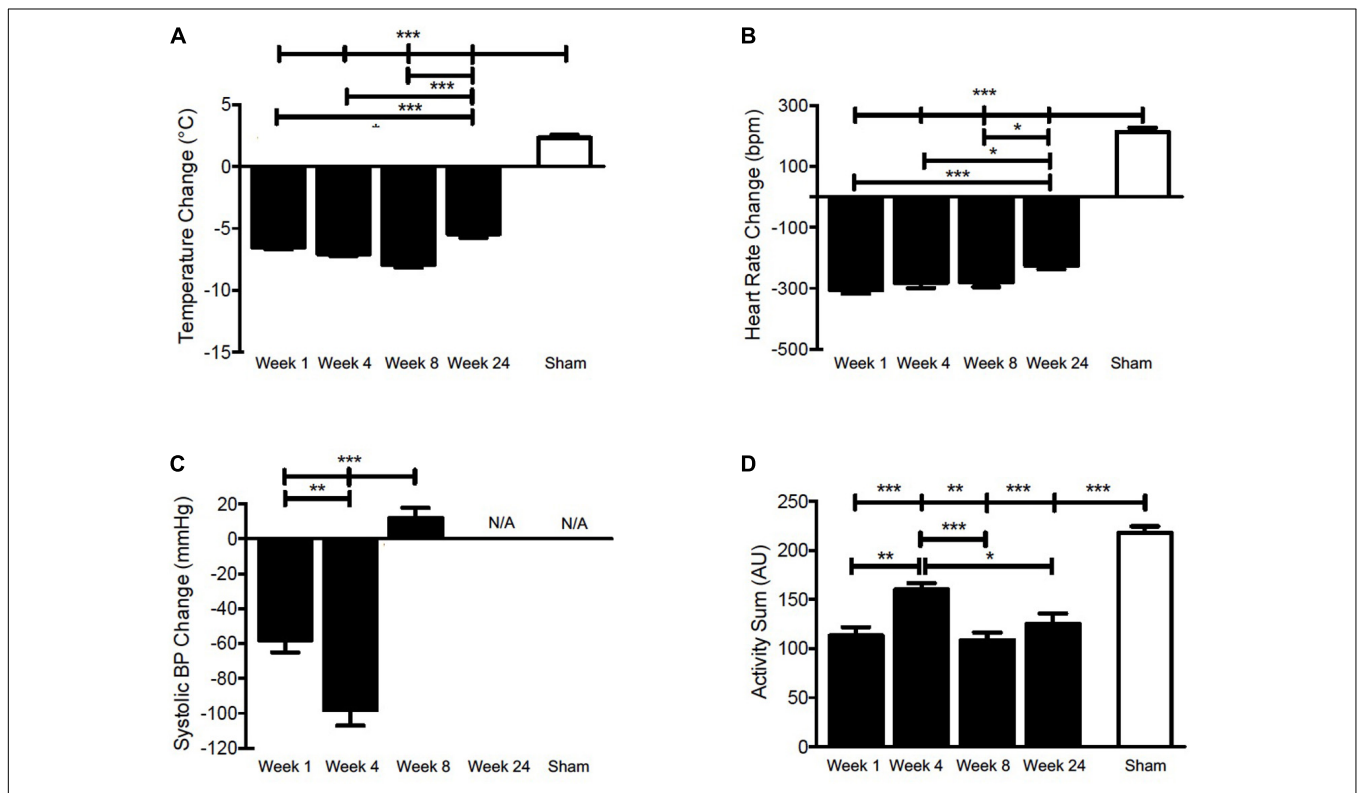 A
***
***
***
Temperature Change (°C)
5
0
-5
-10
-15
Week 1 Week 4 Week 8 Week 24 Sham
B
***
*
*
***
Heart Rate Change (bpm)
300
100
-100
-300
-500
Week 1 Week 4 Week 8 Week 24 Sham
C
***
**
Systolic BP Change (mmHg)
20
0
-20
-40
-60
-80
-100
-120
N/A N/A
Week 1 Week 4 Week 8 Week 24 Sham
D
*** ** *** ***
***
** *
Activity Sum (AU)
250
200
150
100
50
0
Week 1 Week 4 Week 8 Week 24 Sham